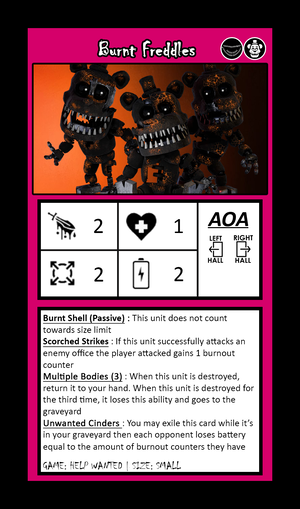 Burnt Freddles
2
1
AOA
LEFT
RIGHT
HALL
HALL
2
2
Burnt Shell (Passive) : This unit does not count
towards size limit
Scorched Strikes : If this unit successfully attacks an
enemy office the player attacked gains 1 burnout
counter
Multiple Bodies (3) : When this unit is destroyed,
return it to your hand. When this unit is destroyed for
the third time, it loses this ability and goes to the
graveyard
Unwanted Cinders : You may exile this card while it's
in your graveyard then each opponent loses battery
equal to the amount of burnout counters they have
GAME: HELP WANTED | SIZE: SMALL